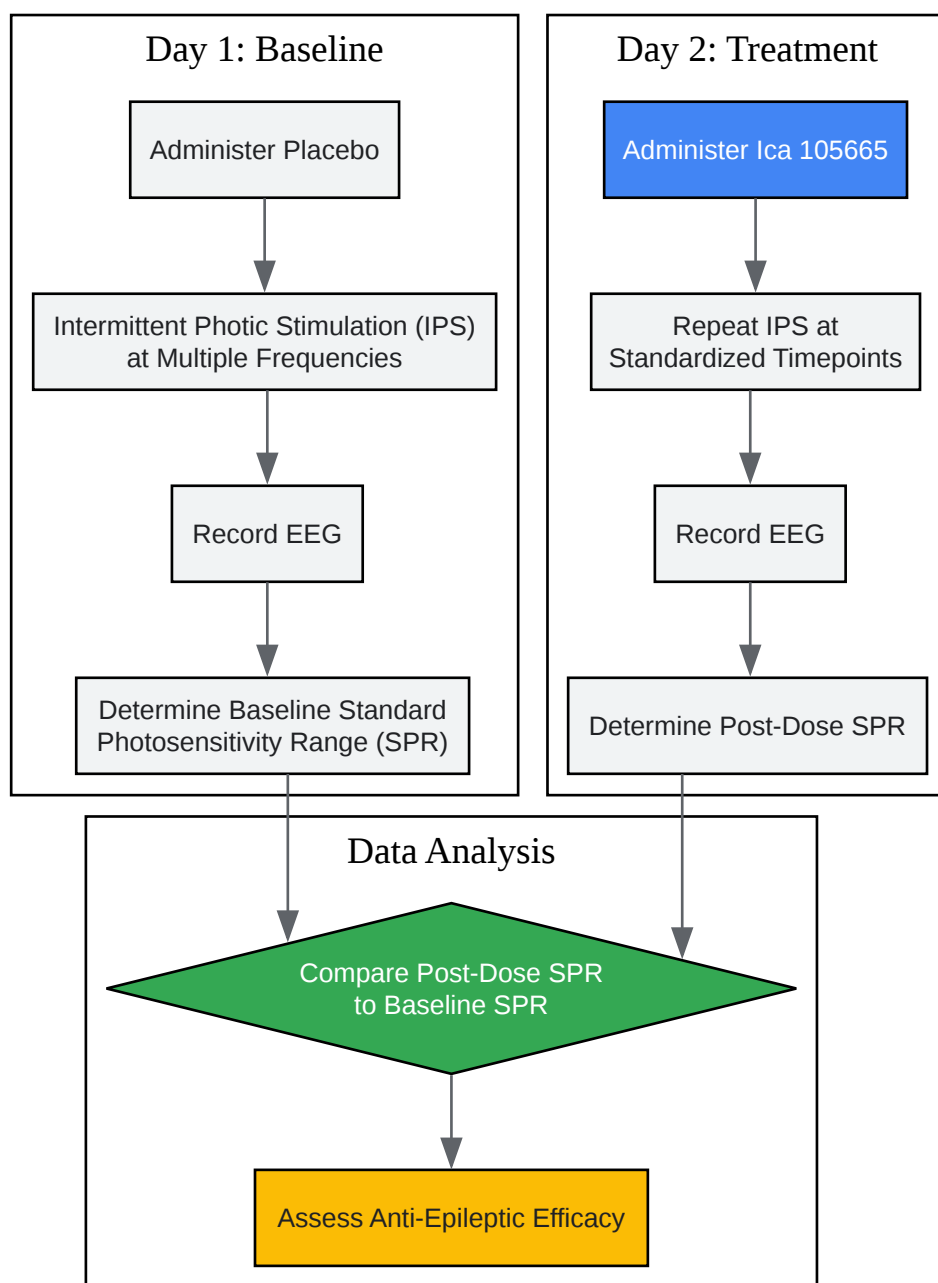 Day 1: Baseline
Administer Placebo
Intermittent Photic Stimulation (IPS)
at Multiple Frequencies
Record EEG
Determine Baseline Standard
Photosensitivity Range (SPR)
Day 2: Treatment
Administer Ica 105665
Repeat IPS at
Standardized Timepoints
Record EEG
Determine Post-Dose SPR
Data Analysis
Compare Post-Dose SPR
to Baseline SPR
Assess Anti-Epileptic Efficacy